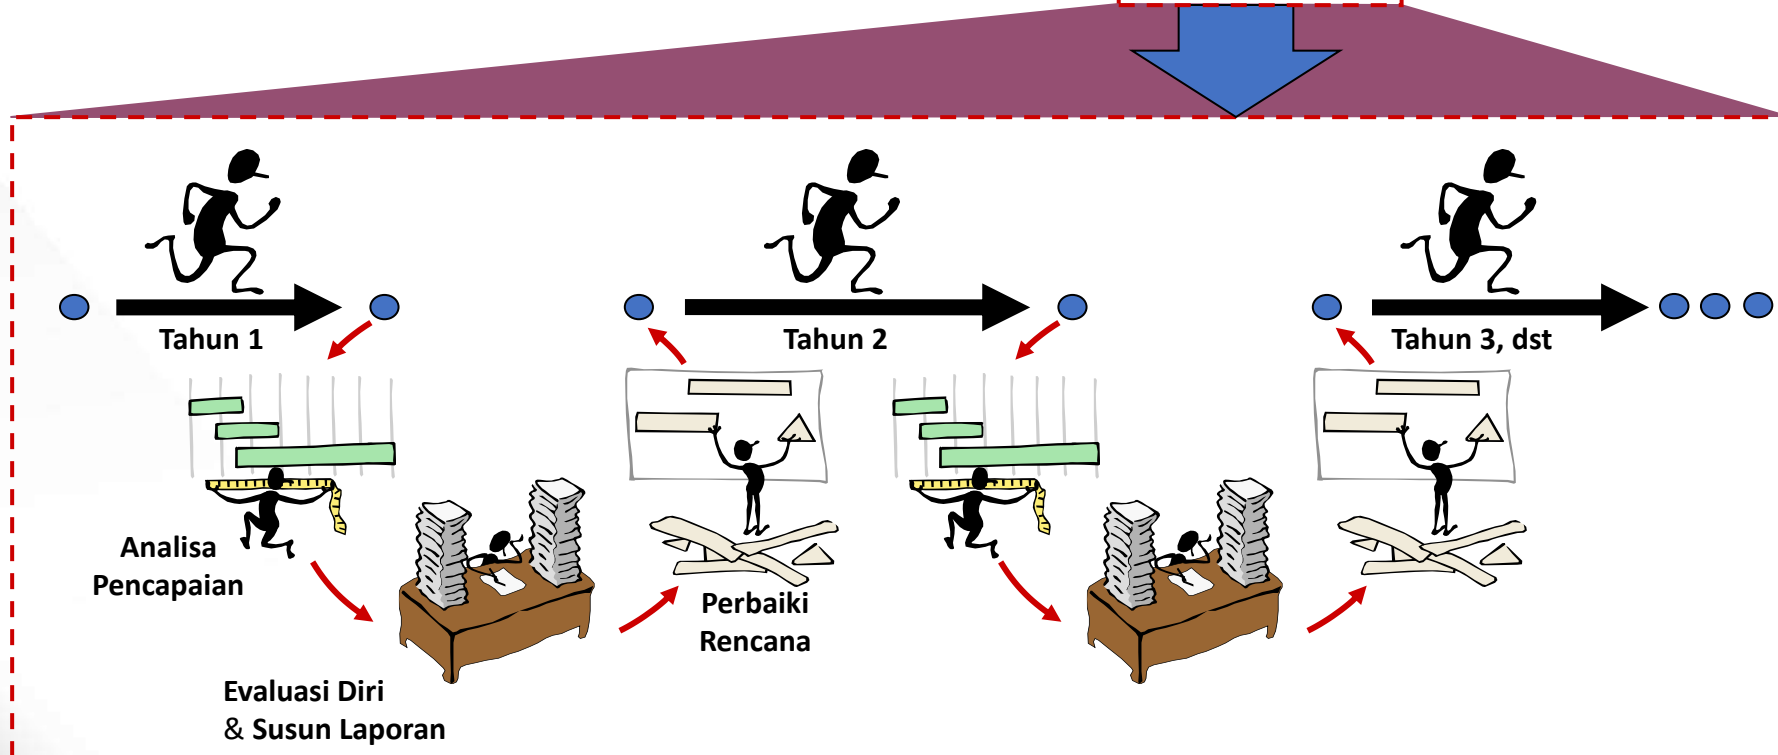 Tahun 1
Tahun 2
Tahun 3, dst
Analisa
Pencapaian
Perbaiki
Rencana
Evaluasi Diri
& Susun Laporan